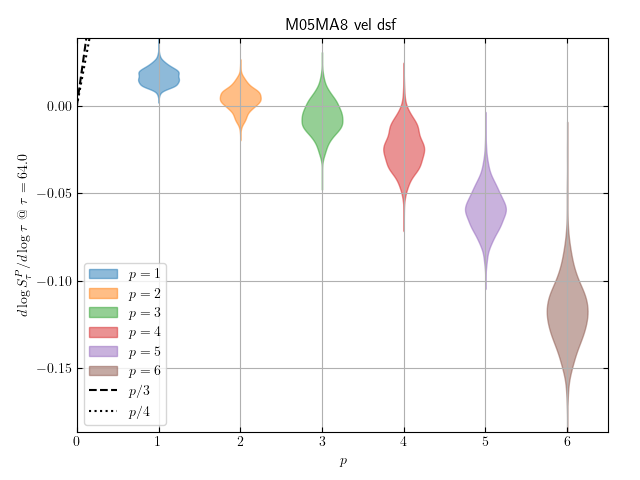 M05MA8 vel dsf
d log S_τ^P / d log τ @ τ = 64.0
0.00
−0.05
−0.10
−0.15
p = 1
p = 2
p = 3
p = 4
p = 5
p = 6
p/3
p/4
0 1 2 3 4 5 6
p